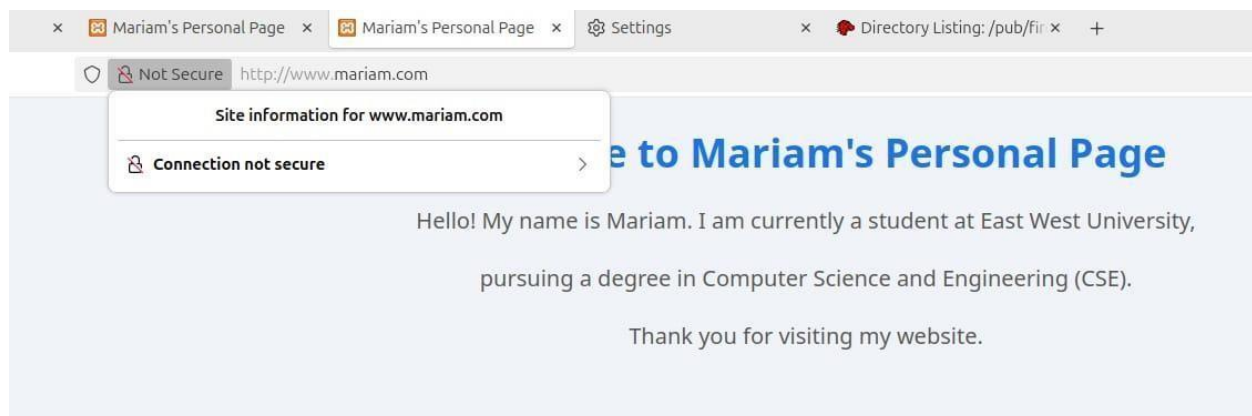 Mariam's Personal Page Mariam's Personal Page Settings Directory Listing: /pub/fir
Not Secure http://www.mariam.com
Site information for www.mariam.com
Connection not secure
e to Mariam's Personal Page
Hello! My name is Mariam. I am currently a student at East West University,
pursuing a degree in Computer Science and Engineering (CSE).
Thank you for visiting my website.